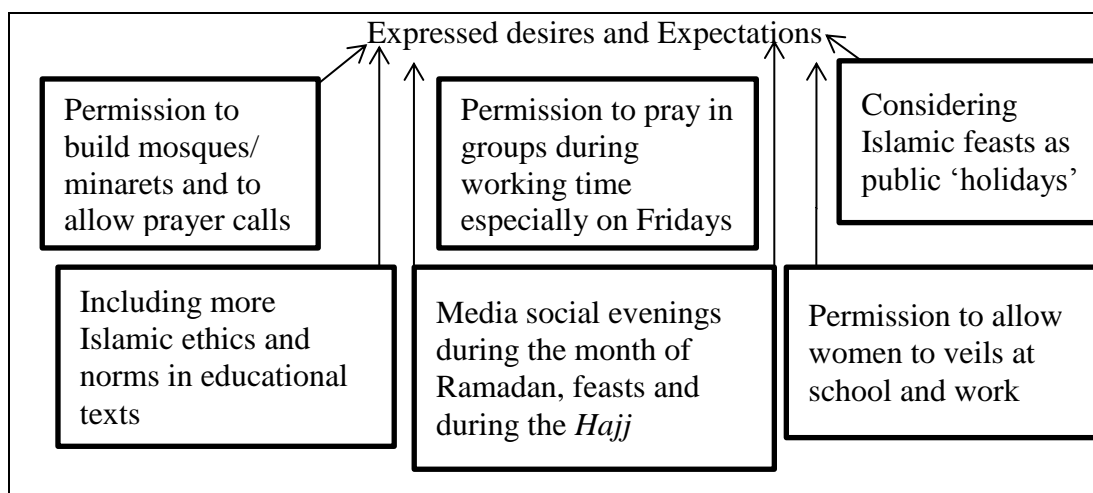 Expressed desires and Expectations
Permission to
build mosques/
minarets and to
allow prayer calls
Permission to pray in
groups during
working time
especially on Fridays
Considering
Islamic feasts as
public ‘holidays’
Including more
Islamic ethics and
norms in educational
texts
Media social evenings
during the month of
Ramadan, feasts and
during the Hajj
Permission to allow
women to veils at
school and work